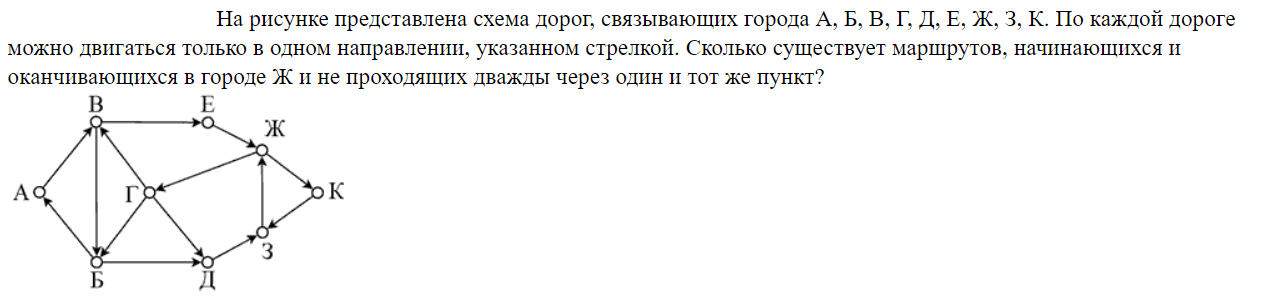 На рисунке представлена схема дорог, связывающих города А, Б, В, Г, Д, Е, Ж, З, К. По каждой дороге
можно двигаться только в одном направлении, указанном стрелкой. Сколько существует маршрутов, начинающихся и
оканчивающихся в городе Ж и не проходящих дважды через один и тот же пункт?
В Е
Ж
А Г К
З
Б Д